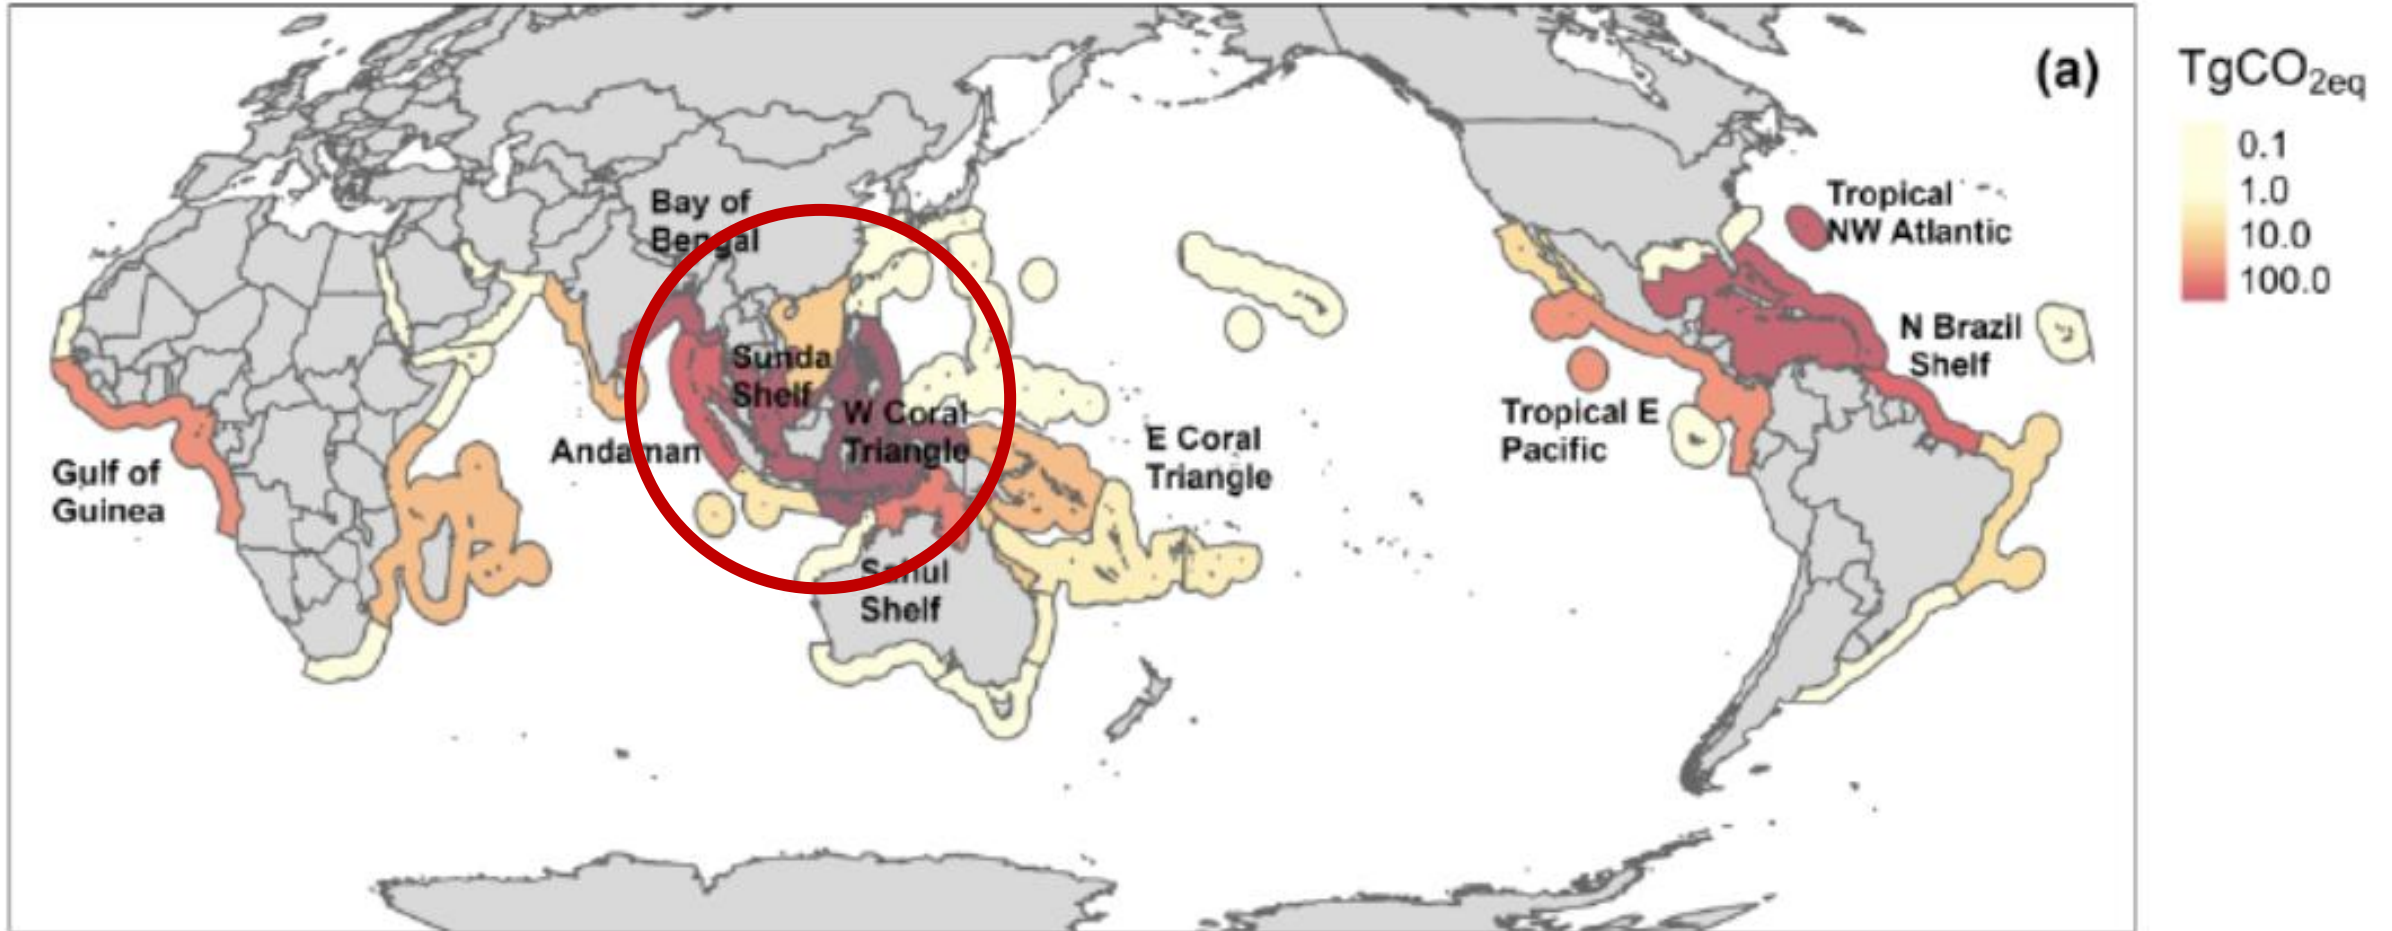 (a)
TgCO2eq
0.1
1.0
10.0
100.0
Bay of
Bengal
Tropical
NW Atlantic
N Brazil
Shelf
Sunda
Shelf
W Coral
Triangle
Andaman
E Coral
Triangle
Tropical E
Pacific
Gulf of
Guinea
Sahul
Shelf